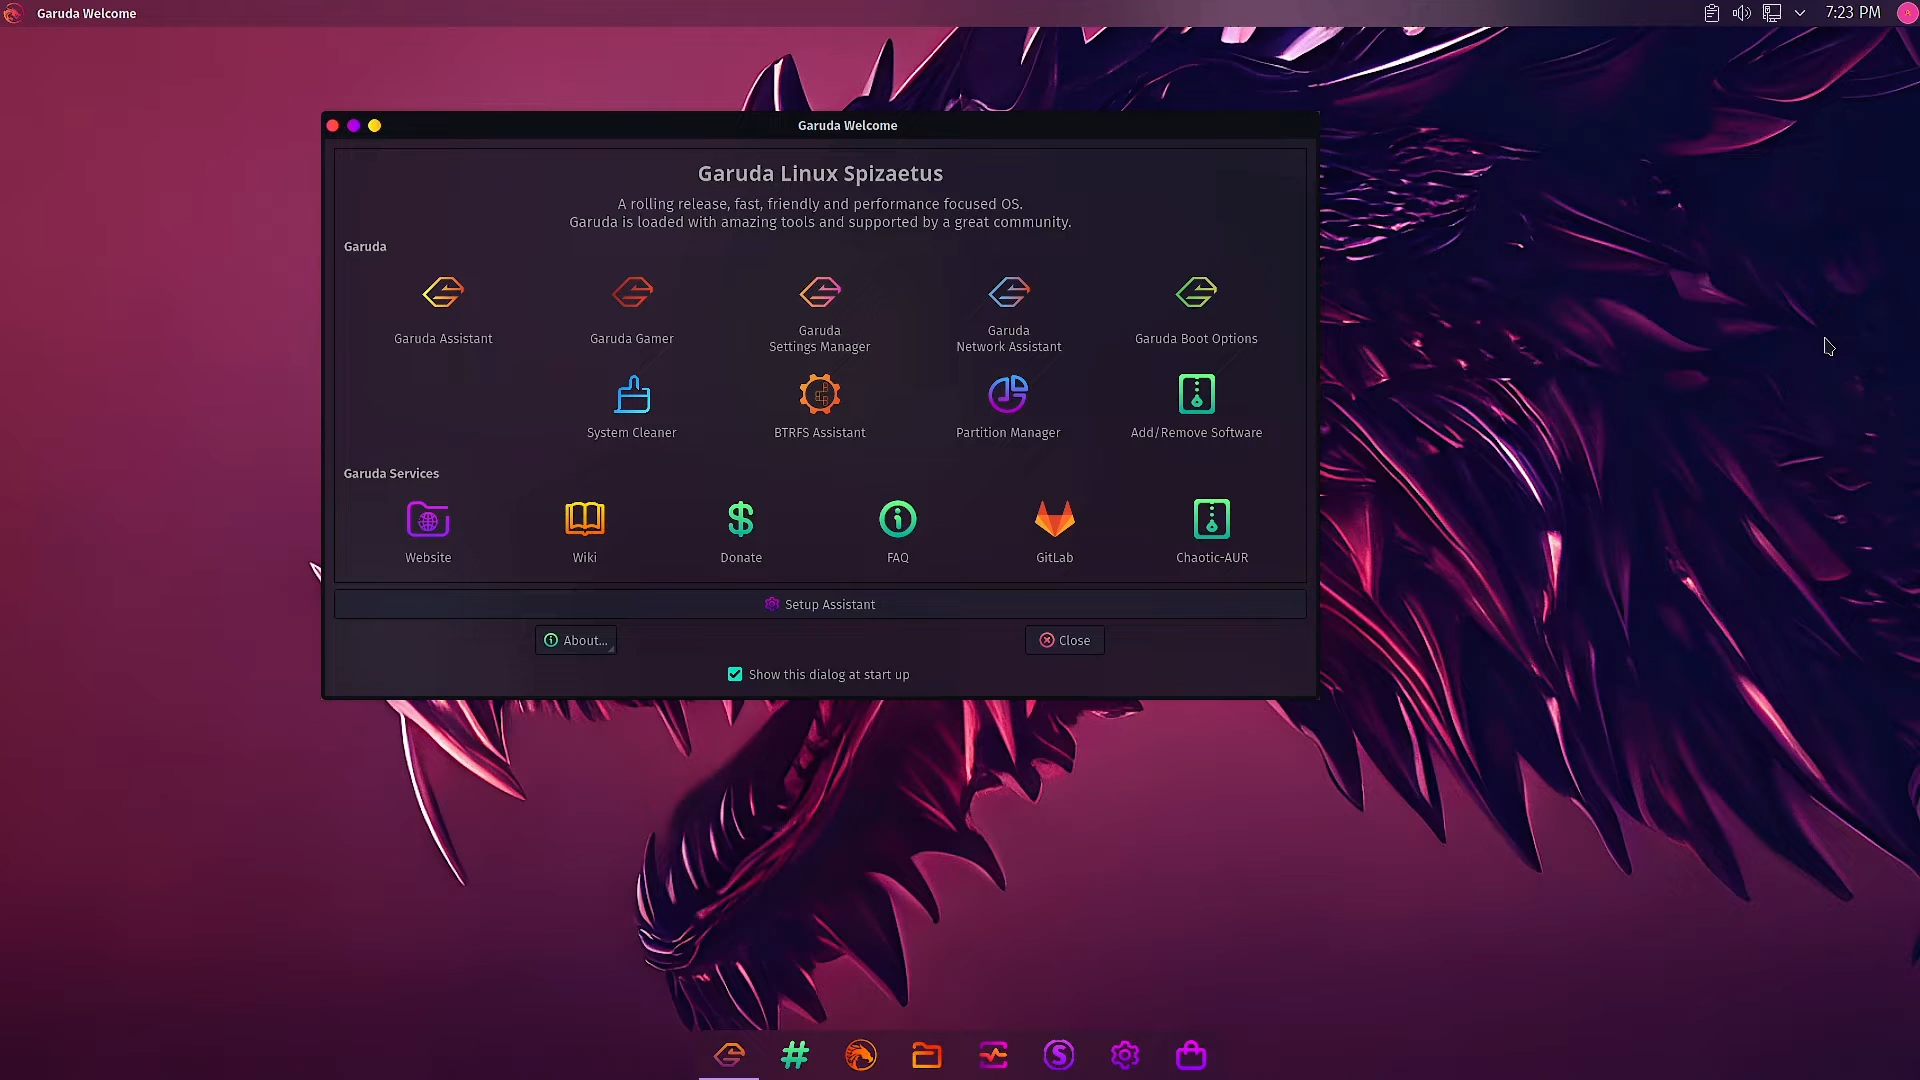 Garuda Welcome
7:23 PM
Garuda Welcome
Garuda Linux Spizaetus
A rolling release, fast, friendly and performance focused OS.
Garuda is loaded with amazing tools and supported by a great community.
Garuda
Garuda Assistant
Garuda Gamer
Garuda
Settings Manager
Garuda
Network Assistant
Garuda Boot Options
System Cleaner
BTRFS Assistant
Partition Manager
Add/Remove Software
Garuda Services
Website
Wiki
Donate
FAQ
GitLab
Chaotic-AUR
Setup Assistant
About...
Close
Show this dialog at start up